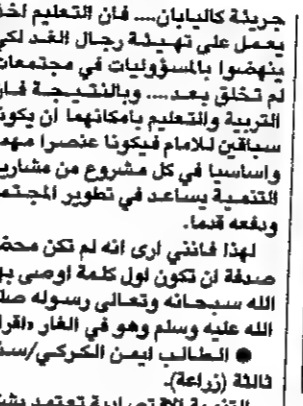 جريئة كاليابان.... فان التعليم
يعمل علي تهيئة رجال الغد لكي
ينهضوا بالمسؤوليات في مجتمعات
لم تخلق بعد.... وبالنتيجة فان
التربية والتعليم بامكانهما ان يكونا
سباقين للامام فيكونا عنصرا مهما
واساسيا في كل مشروع من مشاريع
التنمية يساعد في تطوير المجتمع
ودفعه قدما.
لهذا فانني ارى انه لم تكن محض
صدفة ان تكون اول كلمة اوصى بها
الله سبحانه وتعالى رسوله صلى
الله عليه وسلم وهو في الغار «اقرأ
● الطالب ايمن الكركي/سنة
ثالثة (زراعة).